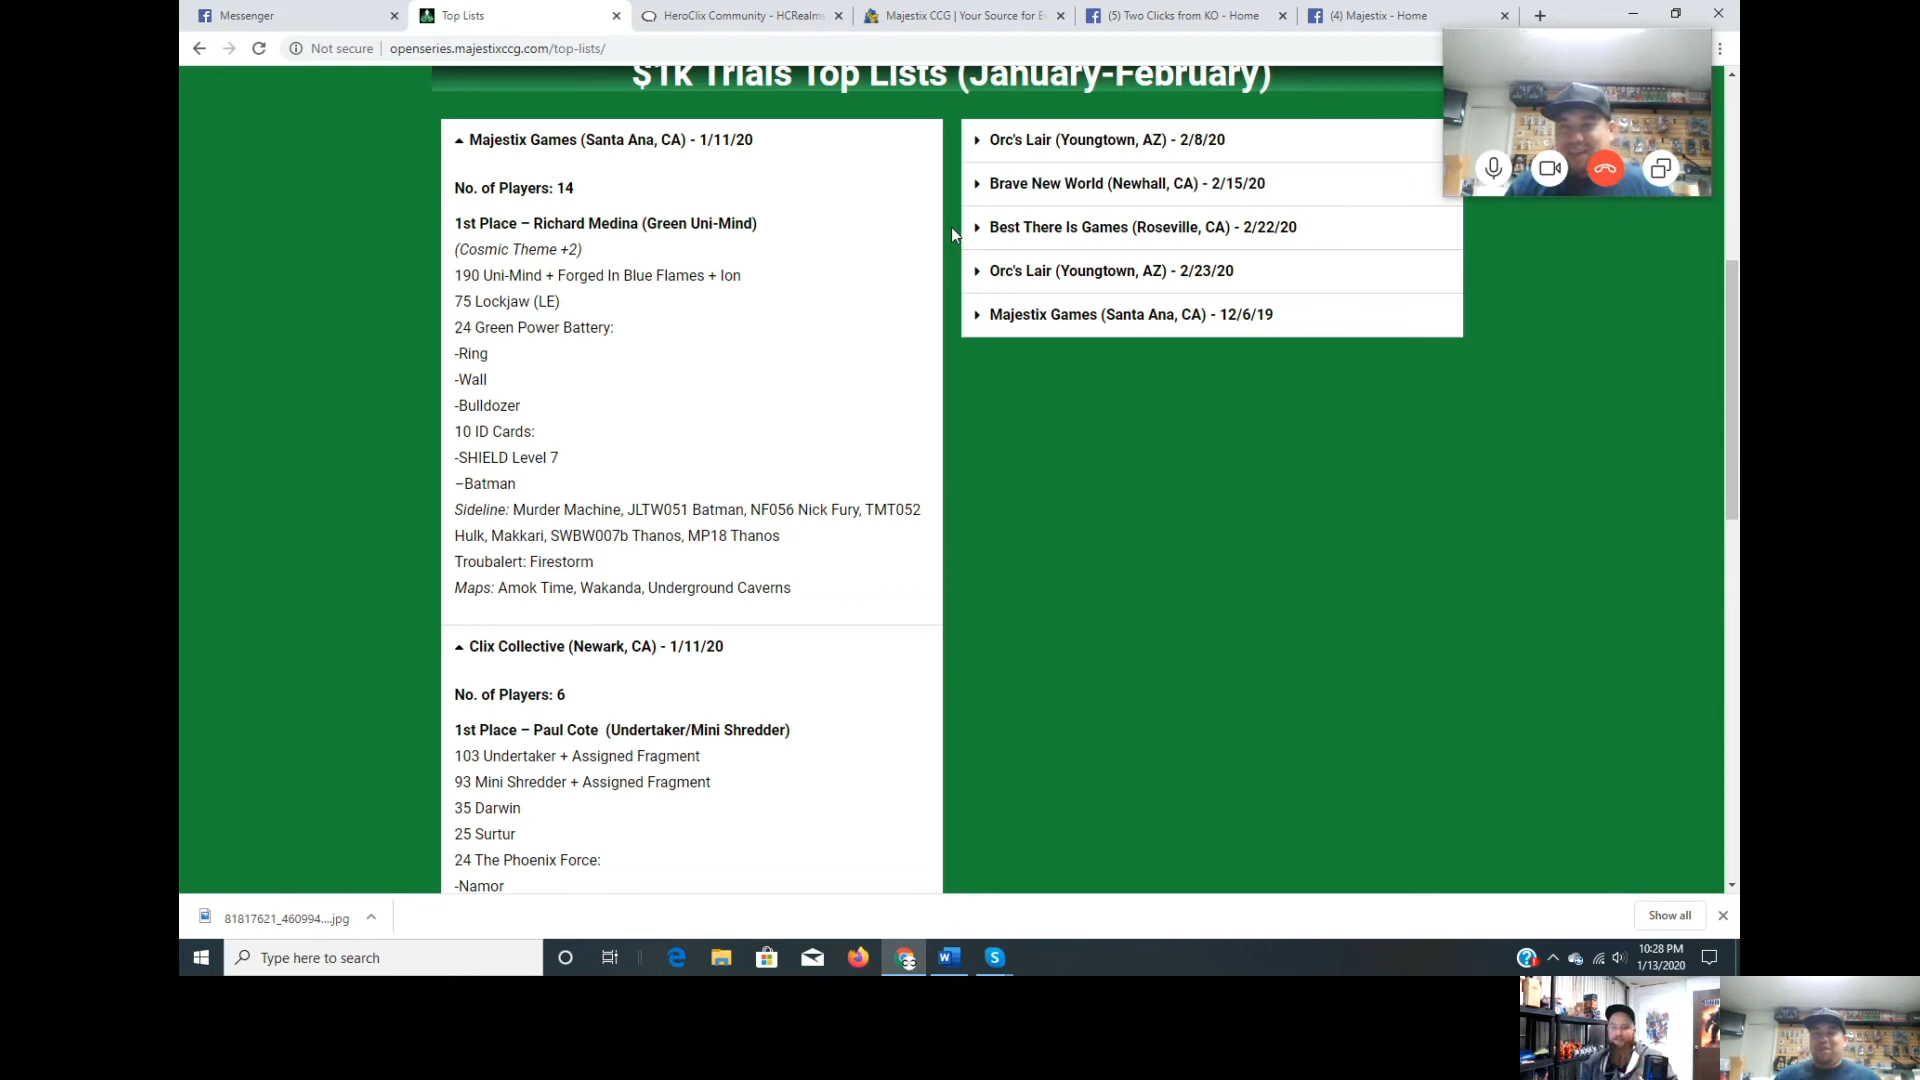 Messenger
Top Lists
HeroClix Community - HCRealms
Majestix CCG | Your Source for E
(5) Two Clicks from KO - Home
(4) Majestix - Home
Not secure | openseries.majestixccg.com/top-lists/
$1k Trials Top Lists (January-February)
Majestix Games (Santa Ana, CA) - 1/11/20
No. of Players: 14
1st Place – Richard Medina (Green Uni-Mind)
(Cosmic Theme +2)
190 Uni-Mind + Forged In Blue Flames + Ion
75 Lockjaw (LE)
24 Green Power Battery:
-Ring
-Wall
-Bulldozer
10 ID Cards:
-SHIELD Level 7
–Batman
Sideline: Murder Machine, JLTW051 Batman, NF056 Nick Fury, TMT052
Hulk, Makkari, SWBW007b Thanos, MP18 Thanos
Troubalert: Firestorm
Maps: Amok Time, Wakanda, Underground Caverns
Clix Collective (Newark, CA) - 1/11/20
No. of Players: 6
1st Place – Paul Cote (Undertaker/Mini Shredder)
103 Undertaker + Assigned Fragment
93 Mini Shredder + Assigned Fragment
35 Darwin
25 Surtur
24 The Phoenix Force:
-Namor
Orc's Lair (Youngtown, AZ) - 2/8/20
Brave New World (Newhall, CA) - 2/15/20
Best There Is Games (Roseville, CA) - 2/22/20
Orc's Lair (Youngtown, AZ) - 2/23/20
Majestix Games (Santa Ana, CA) - 12/6/19
81817621_460994....jpg
Show all
Type here to search
10:28 PM
1/13/2020